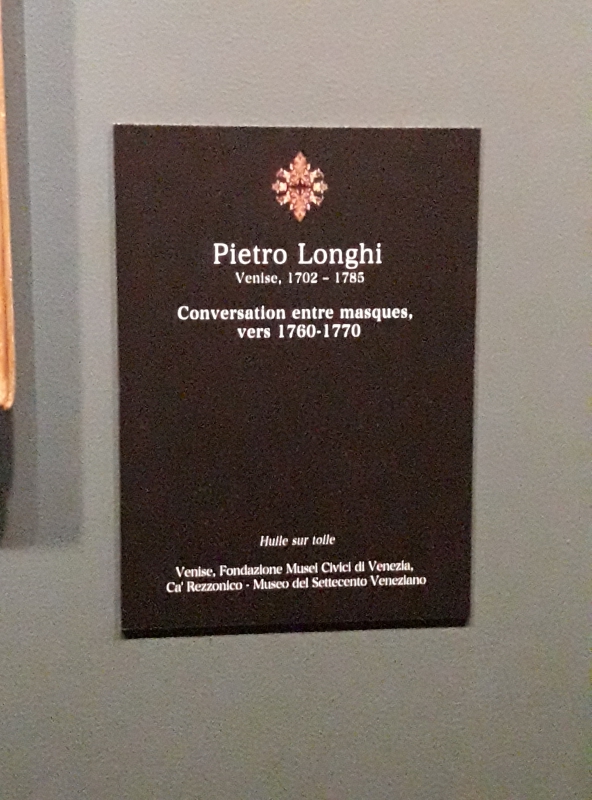 Pietro Longhi
Venise, 1702 - 1785
Conversation entre masques,
vers 1760-1770
Huile sur toile
Venise, Fondazione Musei Civici di Venezia,
Ca' Rezzonico - Museo del Settecento Veneziano